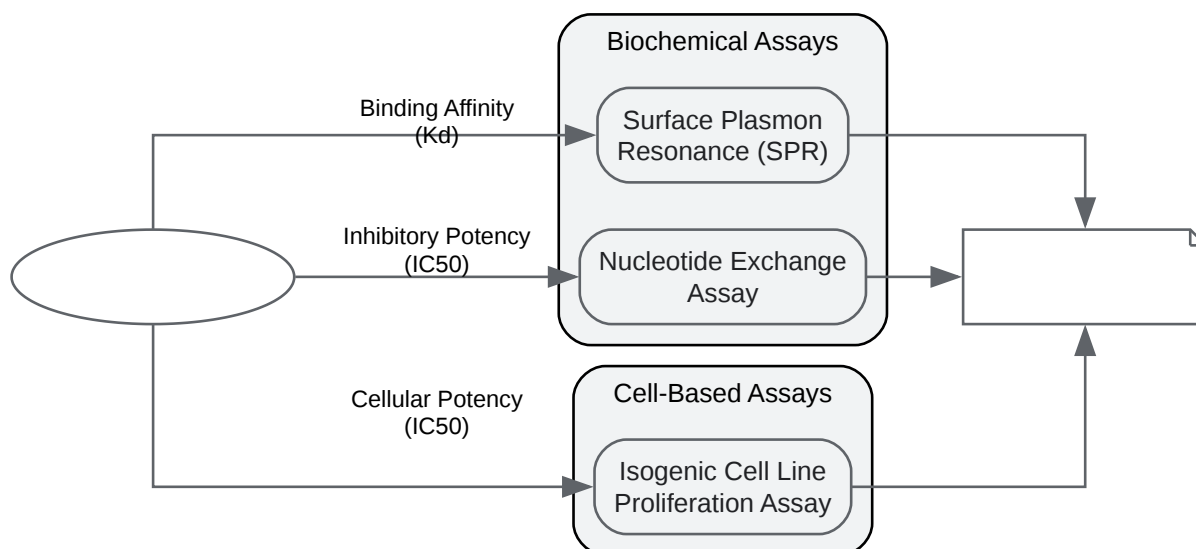 Biochemical Assays
Binding Affinity
(Kd)
Surface Plasmon
Resonance (SPR)
Inhibitory Potency
(IC50)
Nucleotide Exchange
Assay
Cell-Based Assays
Cellular Potency
(IC50)
Isogenic Cell Line
Proliferation Assay